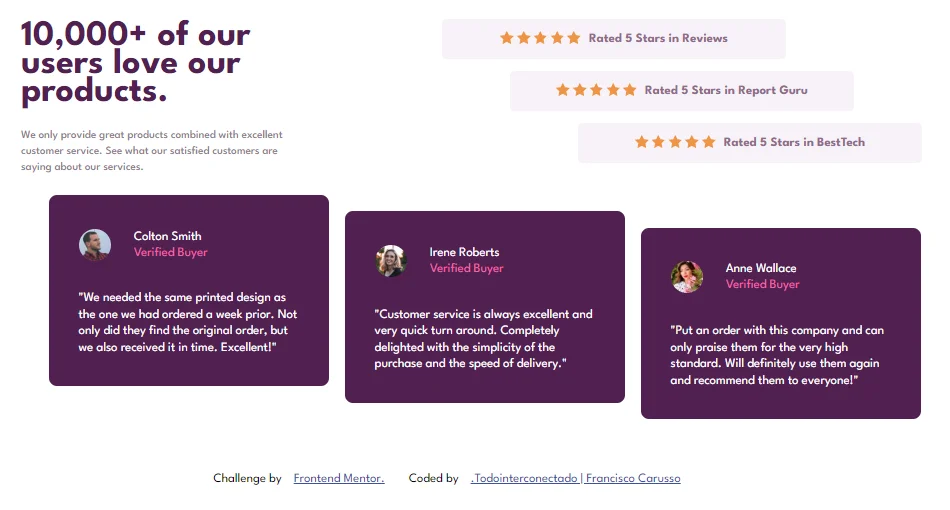 10,000+ of our
users love our
products.
We only provide great products combined with excellent
customer service. See what our satisfied customers are
saying about our services.
Rated 5 Stars in Reviews
Rated 5 Stars in Report Guru
Rated 5 Stars in BestTech
Colton Smith
Verified Buyer
"We needed the same printed design as
the one we had ordered a week prior. Not
only did they find the original order, but
we also received it in time. Excellent!"
Irene Roberts
Verified Buyer
"Customer service is always excellent and
very quick turn around. Completely
delighted with the simplicity of the
purchase and the speed of delivery."
Anne Wallace
Verified Buyer
"Put an order with this company and can
only praise them for the very high
standard. Will definitely use them again
and recommend them to everyone!"
Challenge by Frontend Mentor. Coded by .Todointerconectado | Francisco Carusso